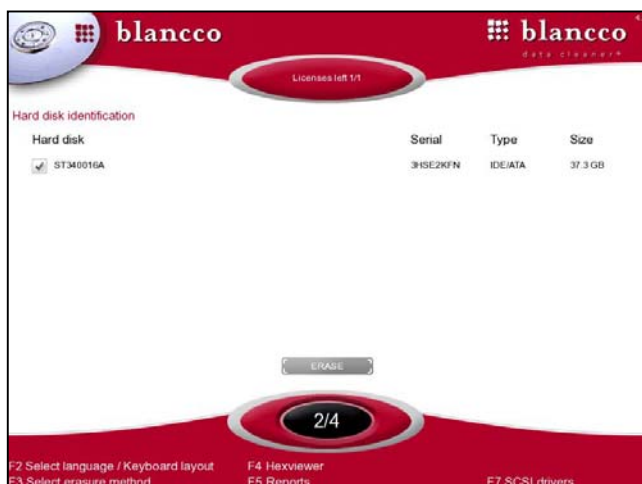 blancco
blancco
data cleaner+
Licenses left 1/1
Hard disk identification
Hard disk Serial Type Size
ST340016A 3HSE2KFN IDE/ATA 37.3 GB
ERASE
2/4
F2 Select language / Keyboard layout F4 Hexviewer
F3 Select erasure method F5 Reports F7 SCSI drivers